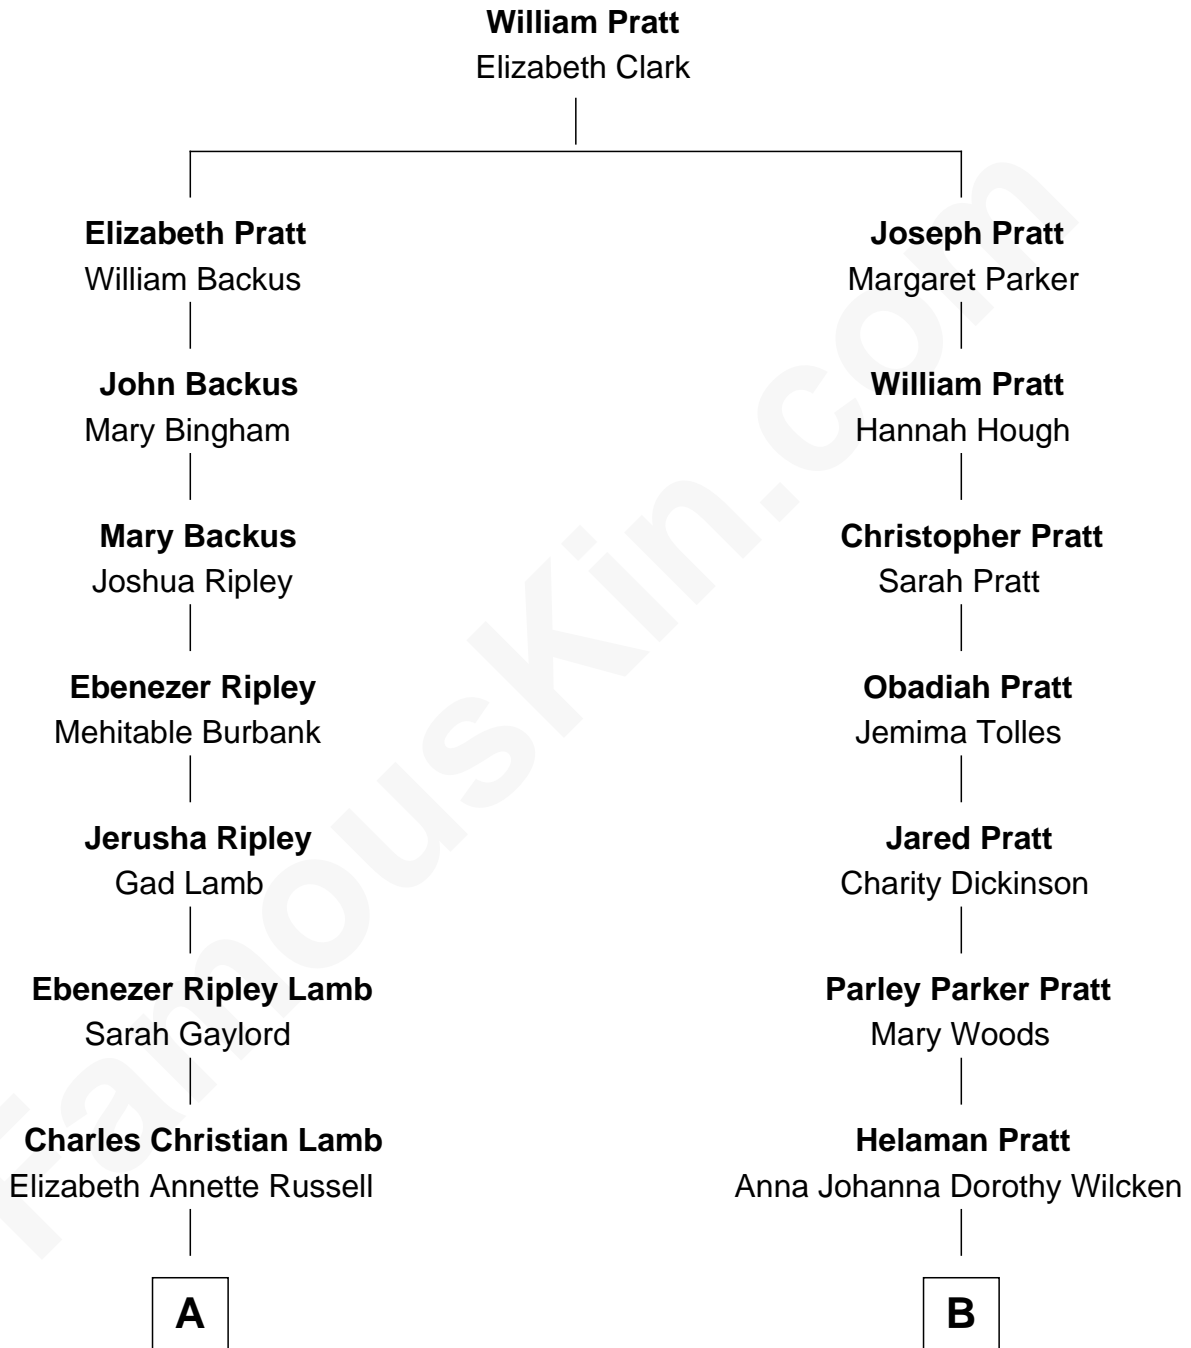 William Pratt
Elizabeth Clark
Elizabeth Pratt
William Backus
John Backus
Mary Bingham
Mary Backus
Joshua Ripley
Ebenezer Ripley
Mehitable Burbank
Jerusha Ripley
Gad Lamb
Ebenezer Ripley Lamb
Sarah Gaylord
Charles Christian Lamb
Elizabeth Annette Russell
A
Joseph Pratt
Margaret Parker
William Pratt
Hannah Hough
Christopher Pratt
Sarah Pratt
Obadiah Pratt
Jemima Tolles
Jared Pratt
Charity Dickinson
Parley Parker Pratt
Mary Woods
Helaman Pratt
Anna Johanna Dorothy Wilcken
B
FamousKin.com